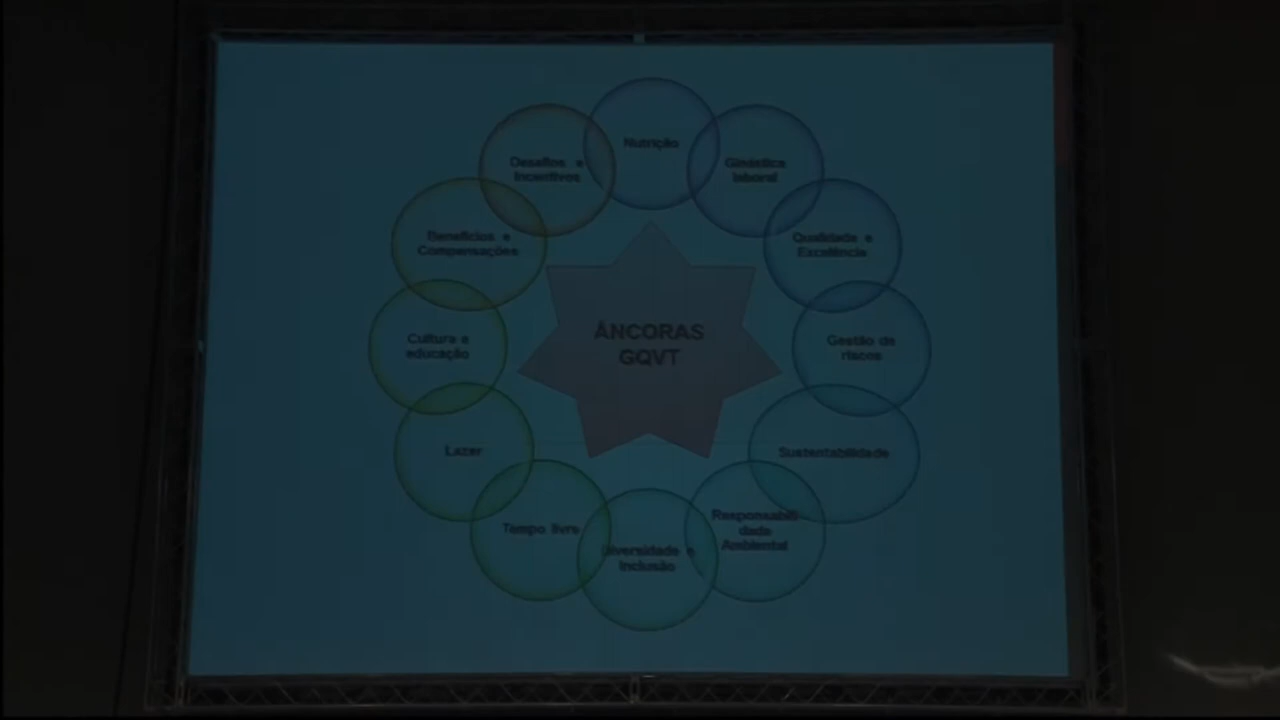 Nutrição
Ginástica
laboral
Qualidade e
Excelência
Gestão de
riscos
Sustentabilidade
Responsabili
dade
Ambiental
Diversidade e
Inclusão
Tempo livre
Lazer
Cultura e
educação
Benefícios e
Compensações
Desafios e
Incentivos
ÂNCORAS
GQVT